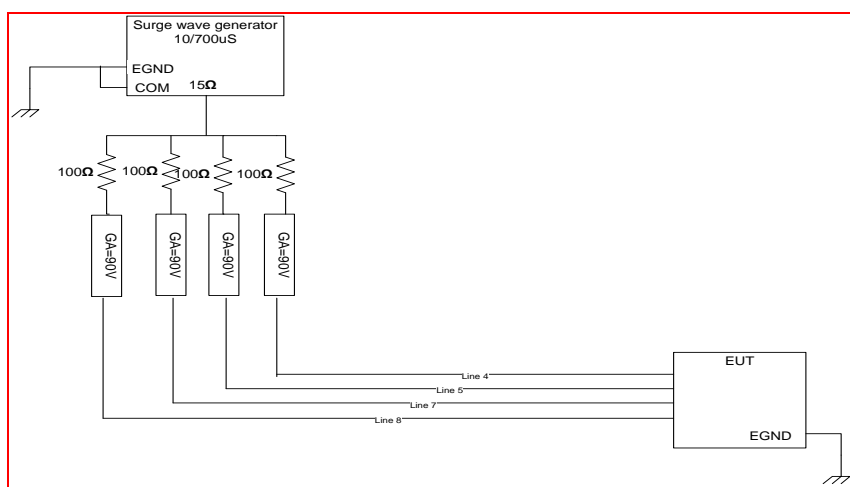 Surge wave generator
10/700uS
EGND
COM
15Ω
100Ω
100Ω
100Ω
100Ω
GA=90V
GA=90V
GA=90V
GA=90V
Line 4
Line 5
Line 7
Line 8
EUT
EGND